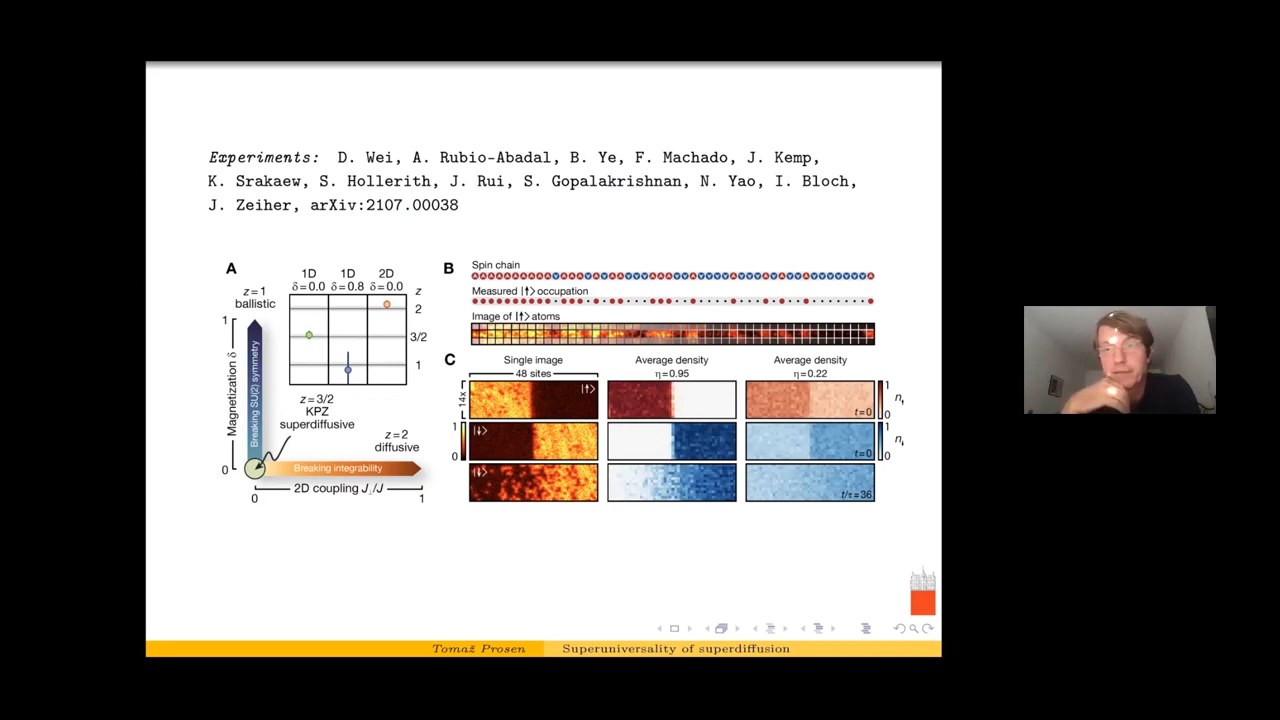 Experiments: D. Wei, A. Rubio-Abadal, B. Ye, F. Machado, J. Kemp,
K. Srakaew, S. Hollerith, J. Rui, S. Gopalakrishnan, N. Yao, I. Bloch,
J. Zeiher, arXiv:2107.00038
A
1D 1D 2D
δ=0.0 δ=0.8 δ=0.0 z
z=1
ballistic
2
3/2
1
1
Magnetization δ
Breaking SU(2) symmetry
0
z=3/2
KPZ
superdiffusive
z=2
diffusive
Breaking integrability
0 2D coupling J⊥/J 1
B
Spin chain
Measured |↑⟩ occupation
Image of |↑⟩ atoms
C
Single image Average density Average density
48 sites η=0.95 η=0.22
14x
|↑⟩
t=0
1
n↑
0
1
0
|↓⟩
t=0
1
n↓
0
|↓⟩
t/τ=36
Tomaž Prosen Superuniversality of superdiffusion